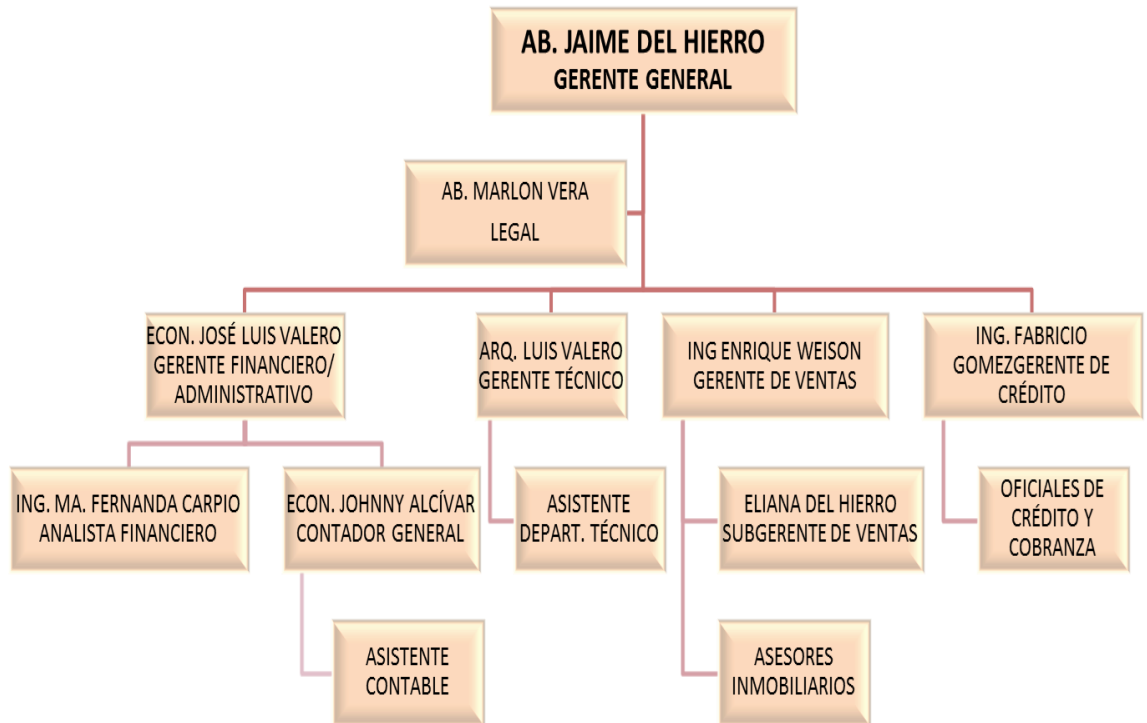 AB. JAIME DEL HIERRO
GERENTE GENERAL
AB. MARLON VERA
LEGAL
ECON. JOSÉ LUIS VALERO
GERENTE FINANCIERO/
ADMINISTRATIVO
ARQ. LUIS VALERO
GERENTE TÉCNICO
ING ENRIQUE WEISON
GERENTE DE VENTAS
ING. FABRICIO
GOMEZGERENTE DE
CRÉDITO
ING. MA. FERNANDA CARPIO
ANALISTA FINANCIERO
ECON. JOHNNY ALCÍVAR
CONTADOR GENERAL
ASISTENTE
DEPART. TÉCNICO
ELIANA DEL HIERRO
SUBGERENTE DE VENTAS
OFICIALES DE
CRÉDITO Y
COBRANZA
ASISTENTE
CONTABLE
ASESORES
INMOBILIARIOS